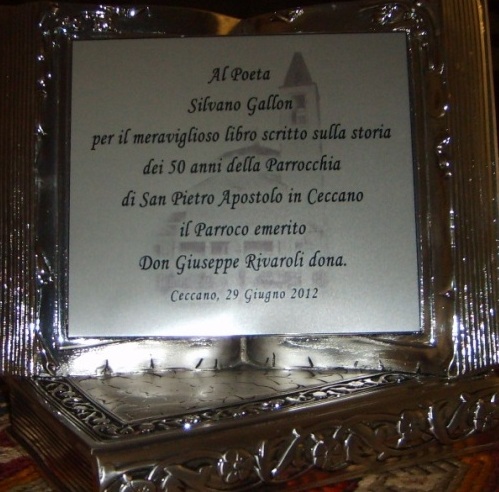 Al Poeta
Silvano Gallon
per il meraviglioso libro scritto sulla storia
dei 50 anni della Parrocchia
di San Pietro Apostolo in Ceccano
il Parroco emerito
Don Giuseppe Rivaroli dona.
Ceccano, 29 Giugno 2012